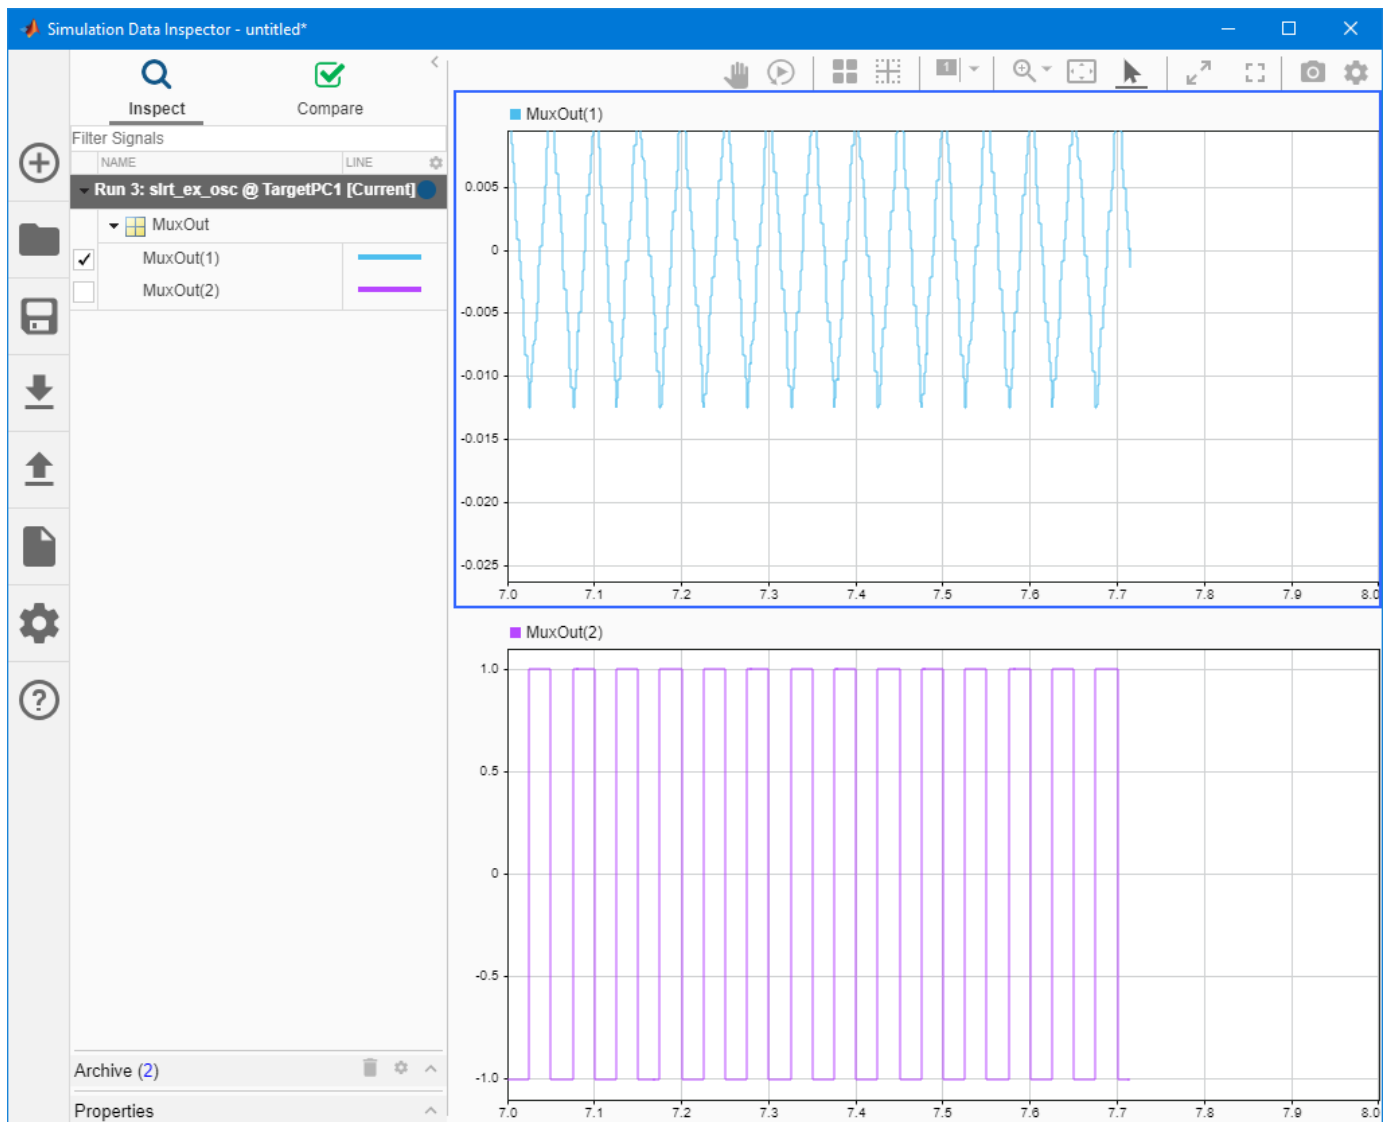 Simulation Data Inspector - untitled*
Inspect
Compare
Filter Signals
NAME LINE
Run 3: slrt_ex_osc @ TargetPC1 [Current]
MuxOut
MuxOut(1)
MuxOut(2)
Archive (2)
Properties
1
MuxOut(1)
0.005
0
-0.005
-0.010
-0.015
-0.020
-0.025
7.0 7.1 7.2 7.3 7.4 7.5 7.6 7.7 7.8 7.9 8.0
MuxOut(2)
1.0
0.5
0
-0.5
-1.0
7.0 7.1 7.2 7.3 7.4 7.5 7.6 7.7 7.8 7.9 8.0